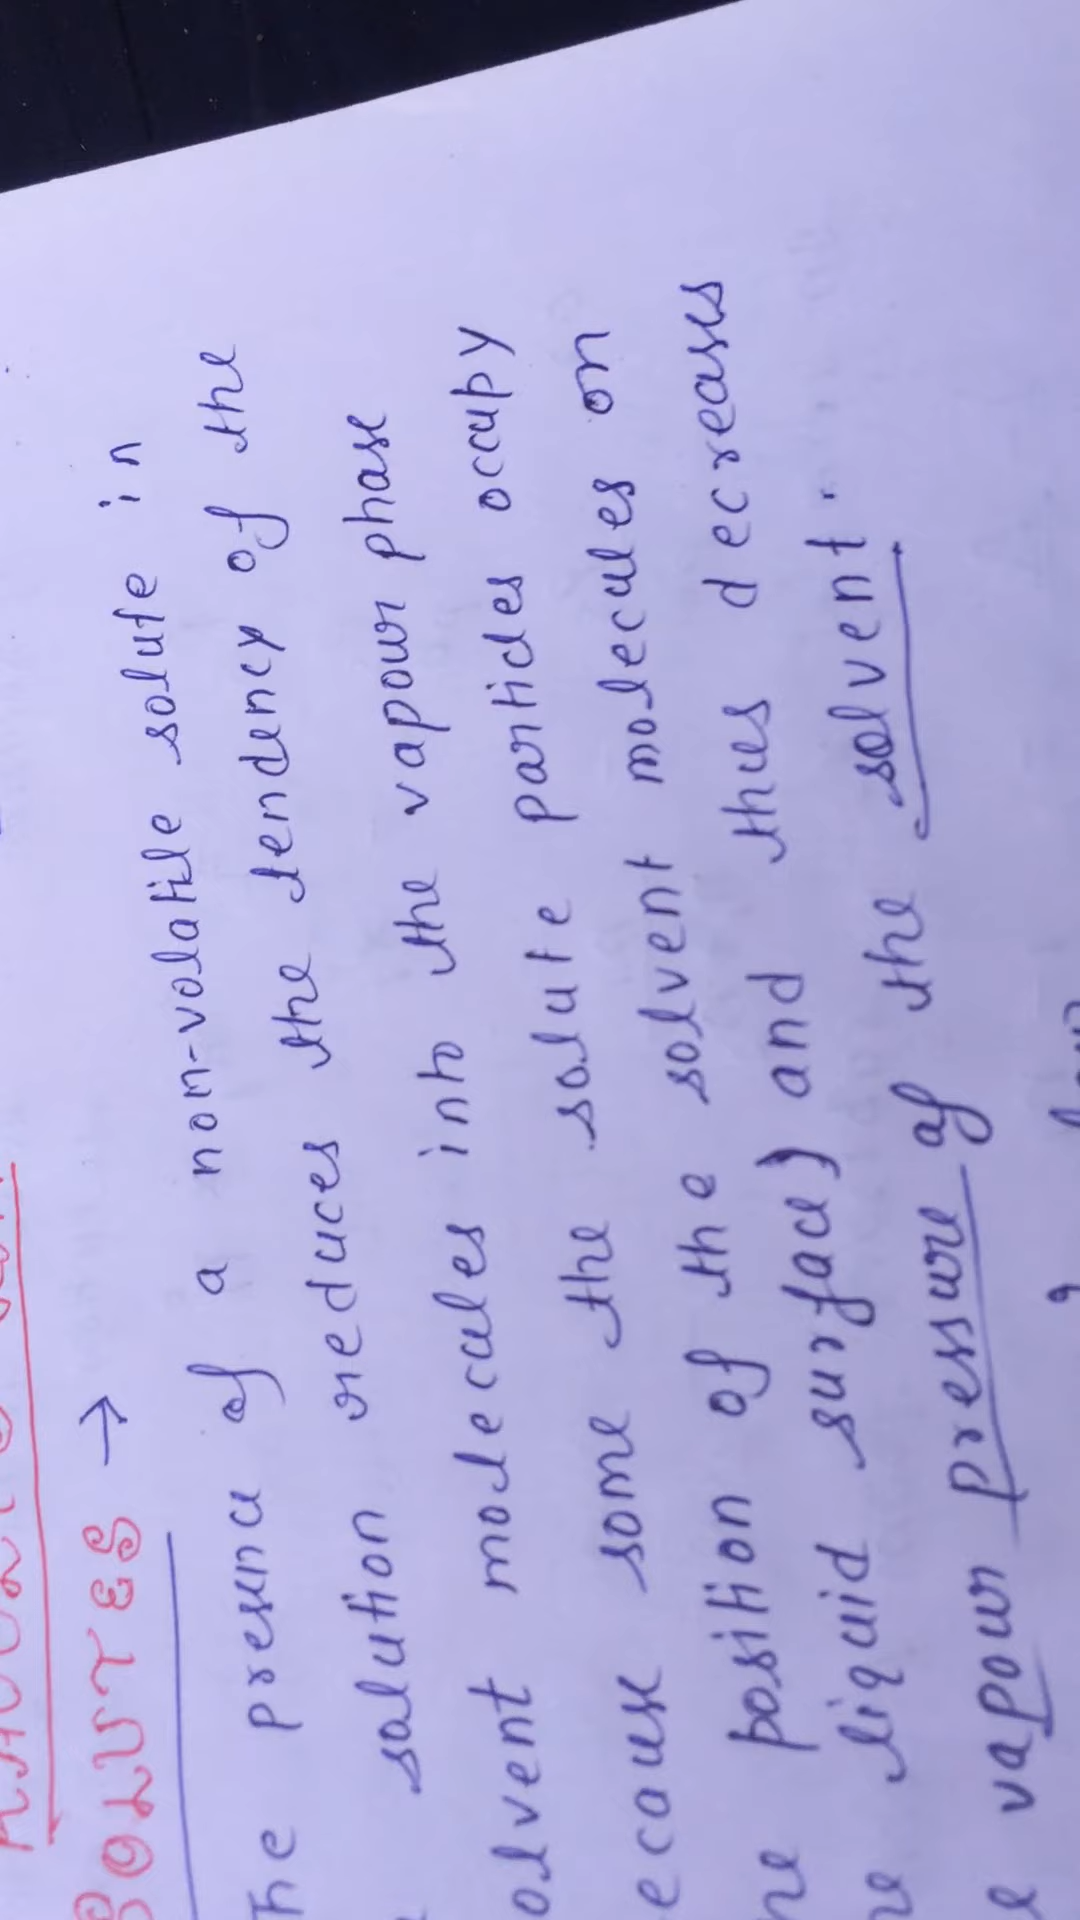 SOLUTES →
The presence of a non-volatile solute in
solution reduces the tendency of the
olvent molecules into the vapour phase
ecause some the solute particles occupy
he position of the solvent molecules on
he liquid surface) and thus decreases
e vapour pressure of the solvent.